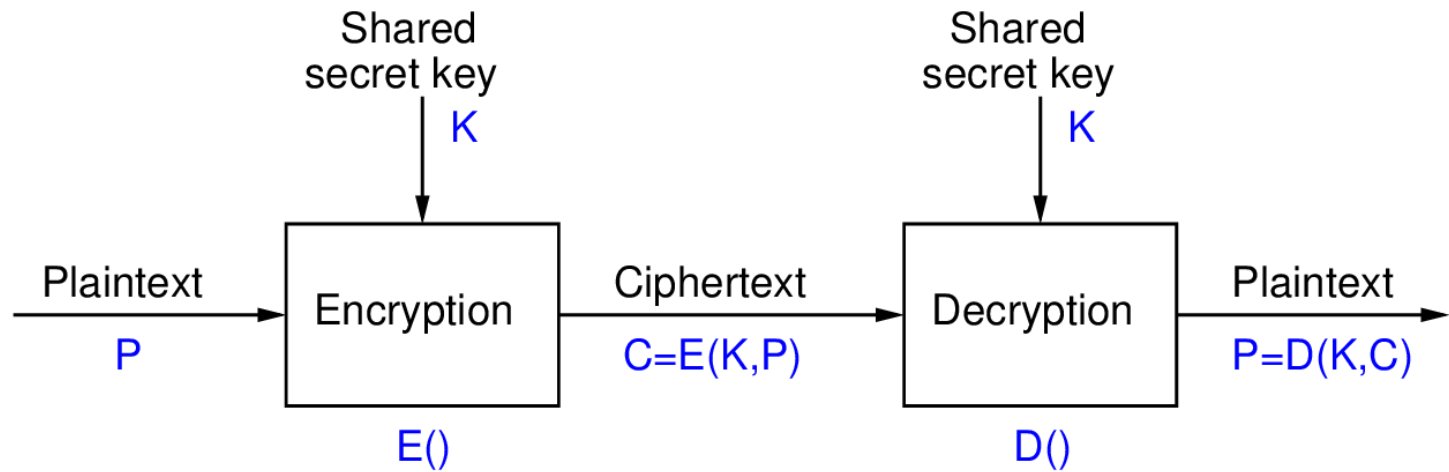 Shared
secret key
K
Shared
secret key
K
Plaintext
P
Encryption
E()
Ciphertext
C=E(K,P)
Decryption
D()
Plaintext
P=D(K,C)